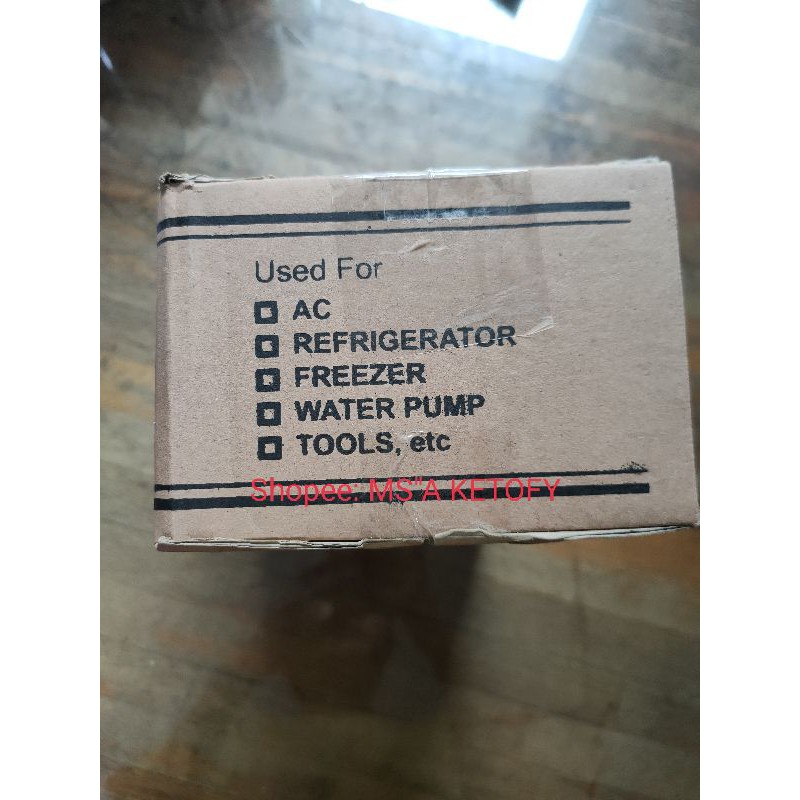 Used For
AC
REFRIGERATOR
FREEZER
WATER PUMP
TOOLS, etc
Shopee: MS"A KETOFY